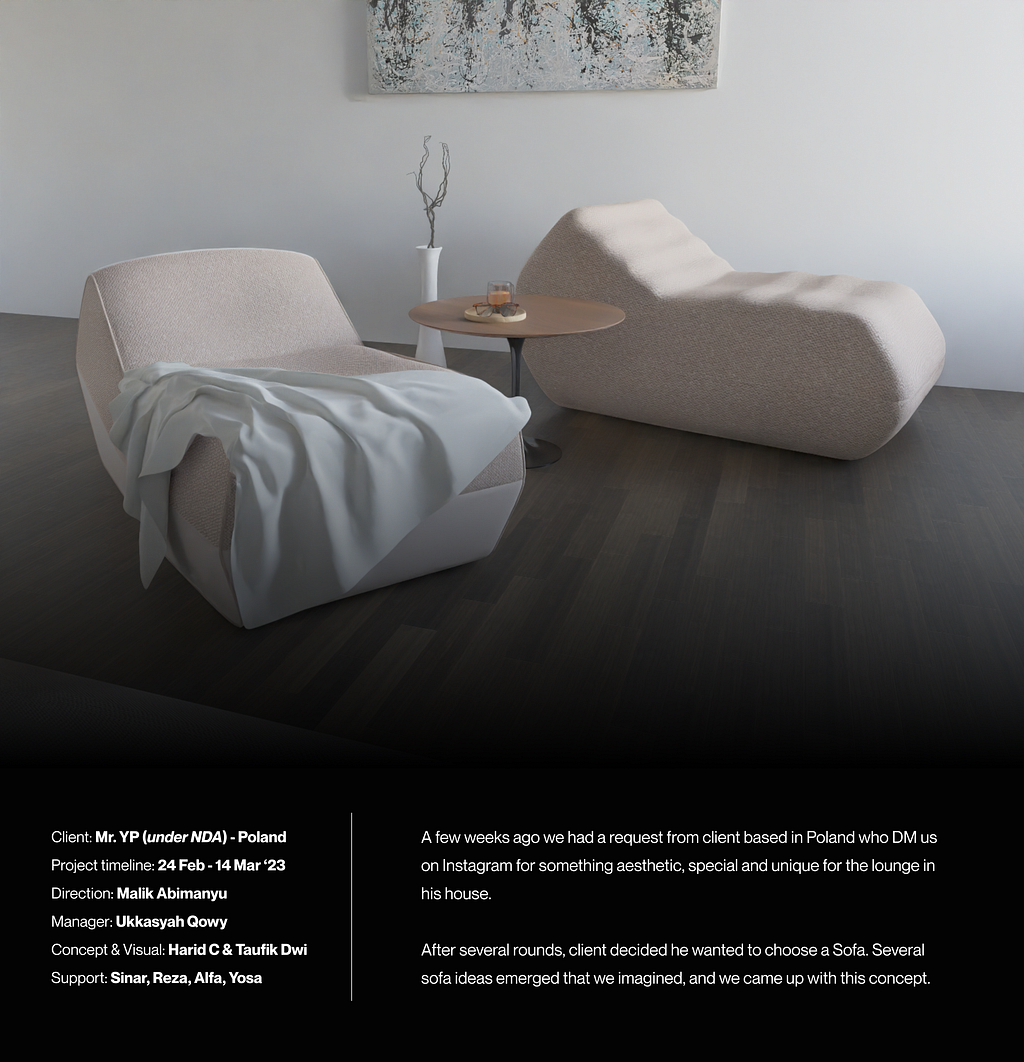 Client: Mr. YP (under NDA) - Poland
Project timeline: 24 Feb - 14 Mar ‘23
Direction: Malik Abimanyu
Manager: Ukkasyah Qowy
Concept & Visual: Harid C & Taufik Dwi
Support: Sinar, Reza, Alfa, Yosa
A few weeks ago we had a request from client based in Poland who DM us
on Instagram for something aesthetic, special and unique for the lounge in
his house.
After several rounds, client decided he wanted to choose a Sofa. Several
sofa ideas emerged that we imagined, and we came up with this concept.